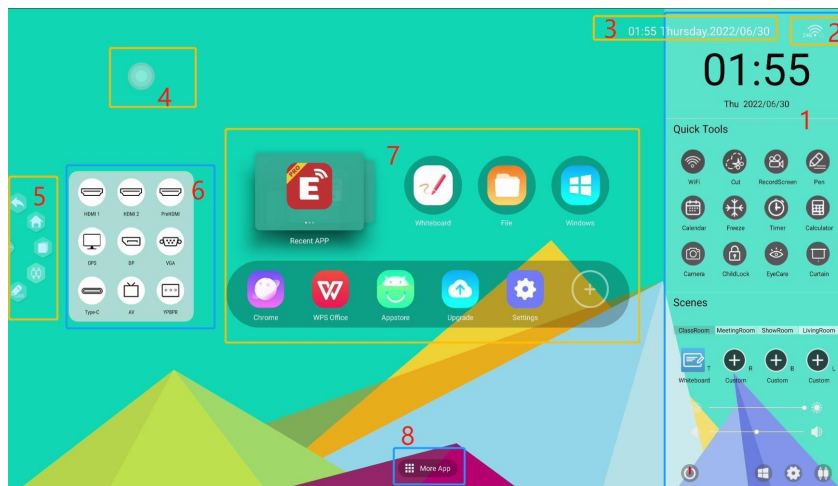 3
01:55 Thursday.2022/06/30
2
4
01:55
Thu 2022/06/30
1
Quick Tools
WiFi Cut RecordScreen Pen
Calendar Freeze Timer Calculator
Camera ChildLock EyeCare Curtain
Scenes
ClassRoom MeetingRoom ShowRoom LivingRoom
T R B L
Whiteboard Custom Custom Custom
5
6
HDMI 1 HDMI 2 PreHDMI
OPS DP VGA
Type-C AV YPBPR
7
PRO
E
Recent APP
Whiteboard File Windows
Chrome WPS Office Appstore Upgrade Settings
8
More App